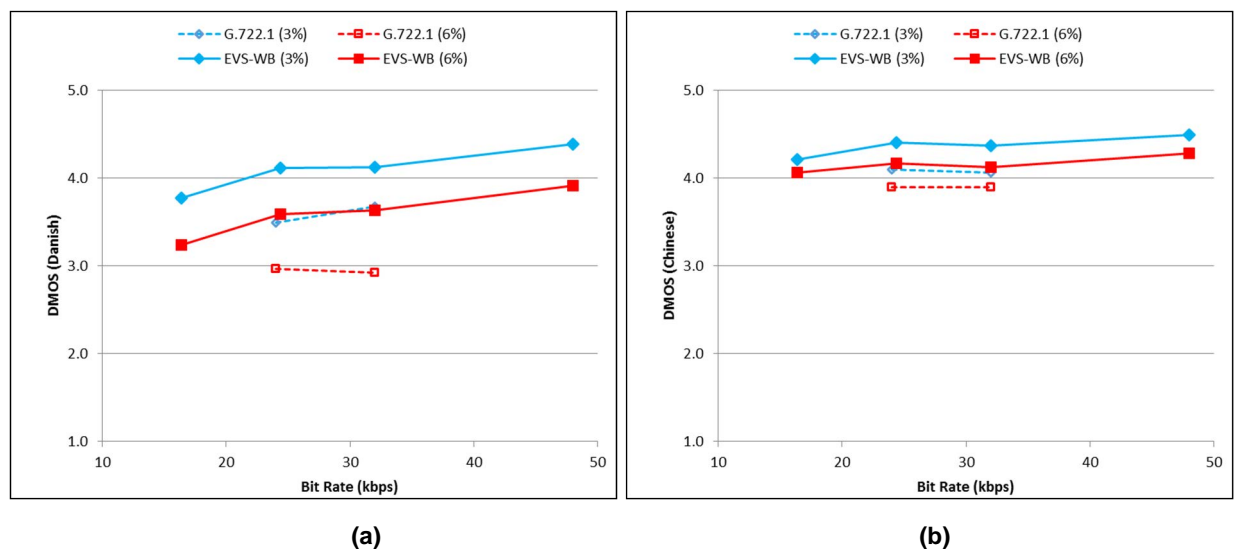 G.722.1 (3%) G.722.1 (6%)
EVS-WB (3%) EVS-WB (6%)
DMOS (Danish)
5.0
4.0
3.0
2.0
1.0
10 20 30 40 50
Bit Rate (kbps)
(a)
G.722.1 (3%) G.722.1 (6%)
EVS-WB (3%) EVS-WB (6%)
DMOS (Chinese)
5.0
4.0
3.0
2.0
1.0
10 20 30 40 50
Bit Rate (kbps)
(b)